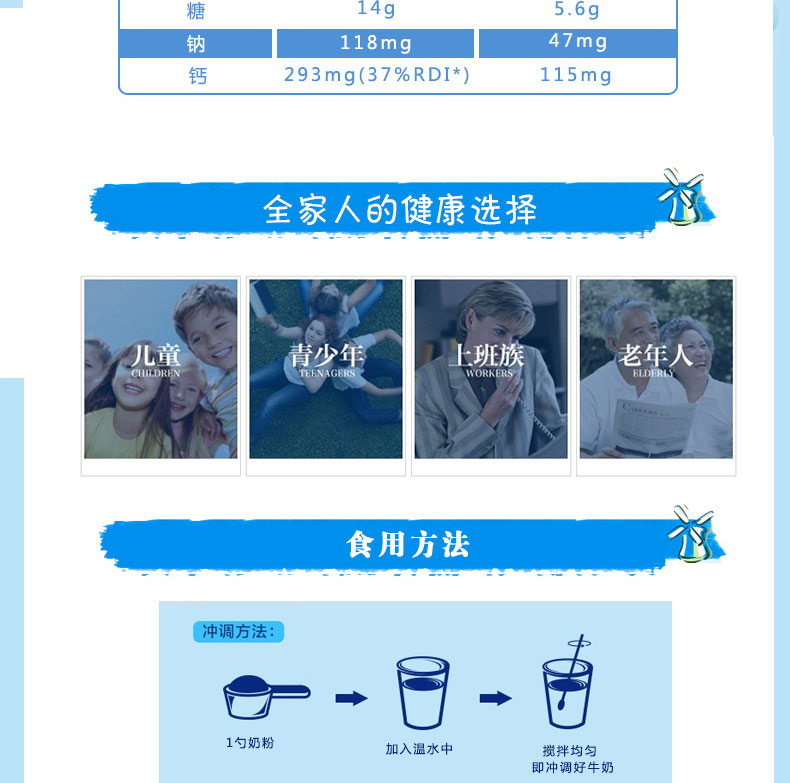 糖 14g 5.6g
钠 118mg 47mg
钙 293mg(37%RDI*) 115mg
全家人的健康选择
儿童 青少年 上班族 老年人
CHILDREN TEENAGERS WORKERS ELDERLY
CAREERS
食用方法
冲调方法：
1勺奶粉 加入温水中 搅拌均匀
即冲调好牛奶